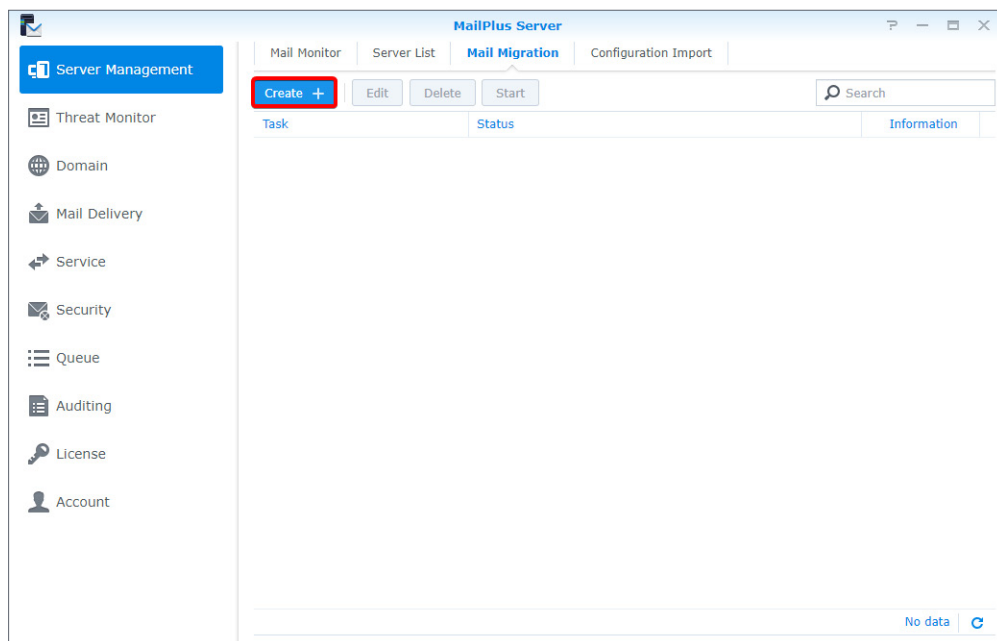 MailPlus Server
Server Management
Threat Monitor
Domain
Mail Delivery
Service
Security
Queue
Auditing
License
Account
Mail Monitor Server List Mail Migration Configuration Import
Create + Edit Delete Start Search
Task Status Information
No data